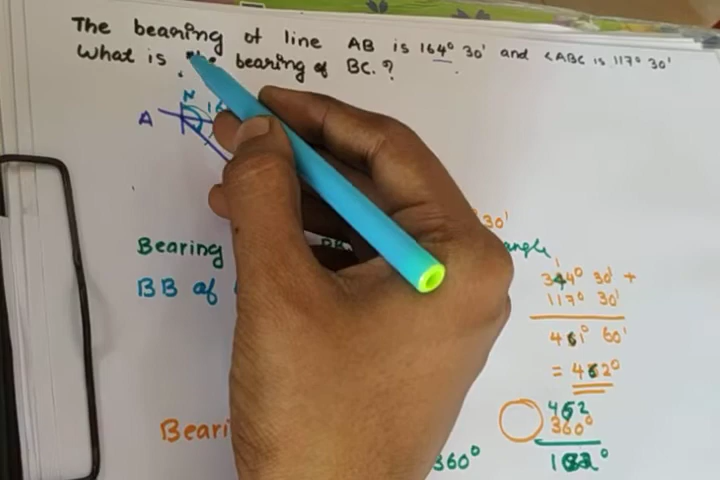 The bearing of line AB is 164° 30' and <ABC is 117° 30'
What is bearing of BC.?
N
A
30'
Bearing angle
BB of
344° 30' +
117° 30'
461° 60'
= 462°
462
360°
Beari
360°